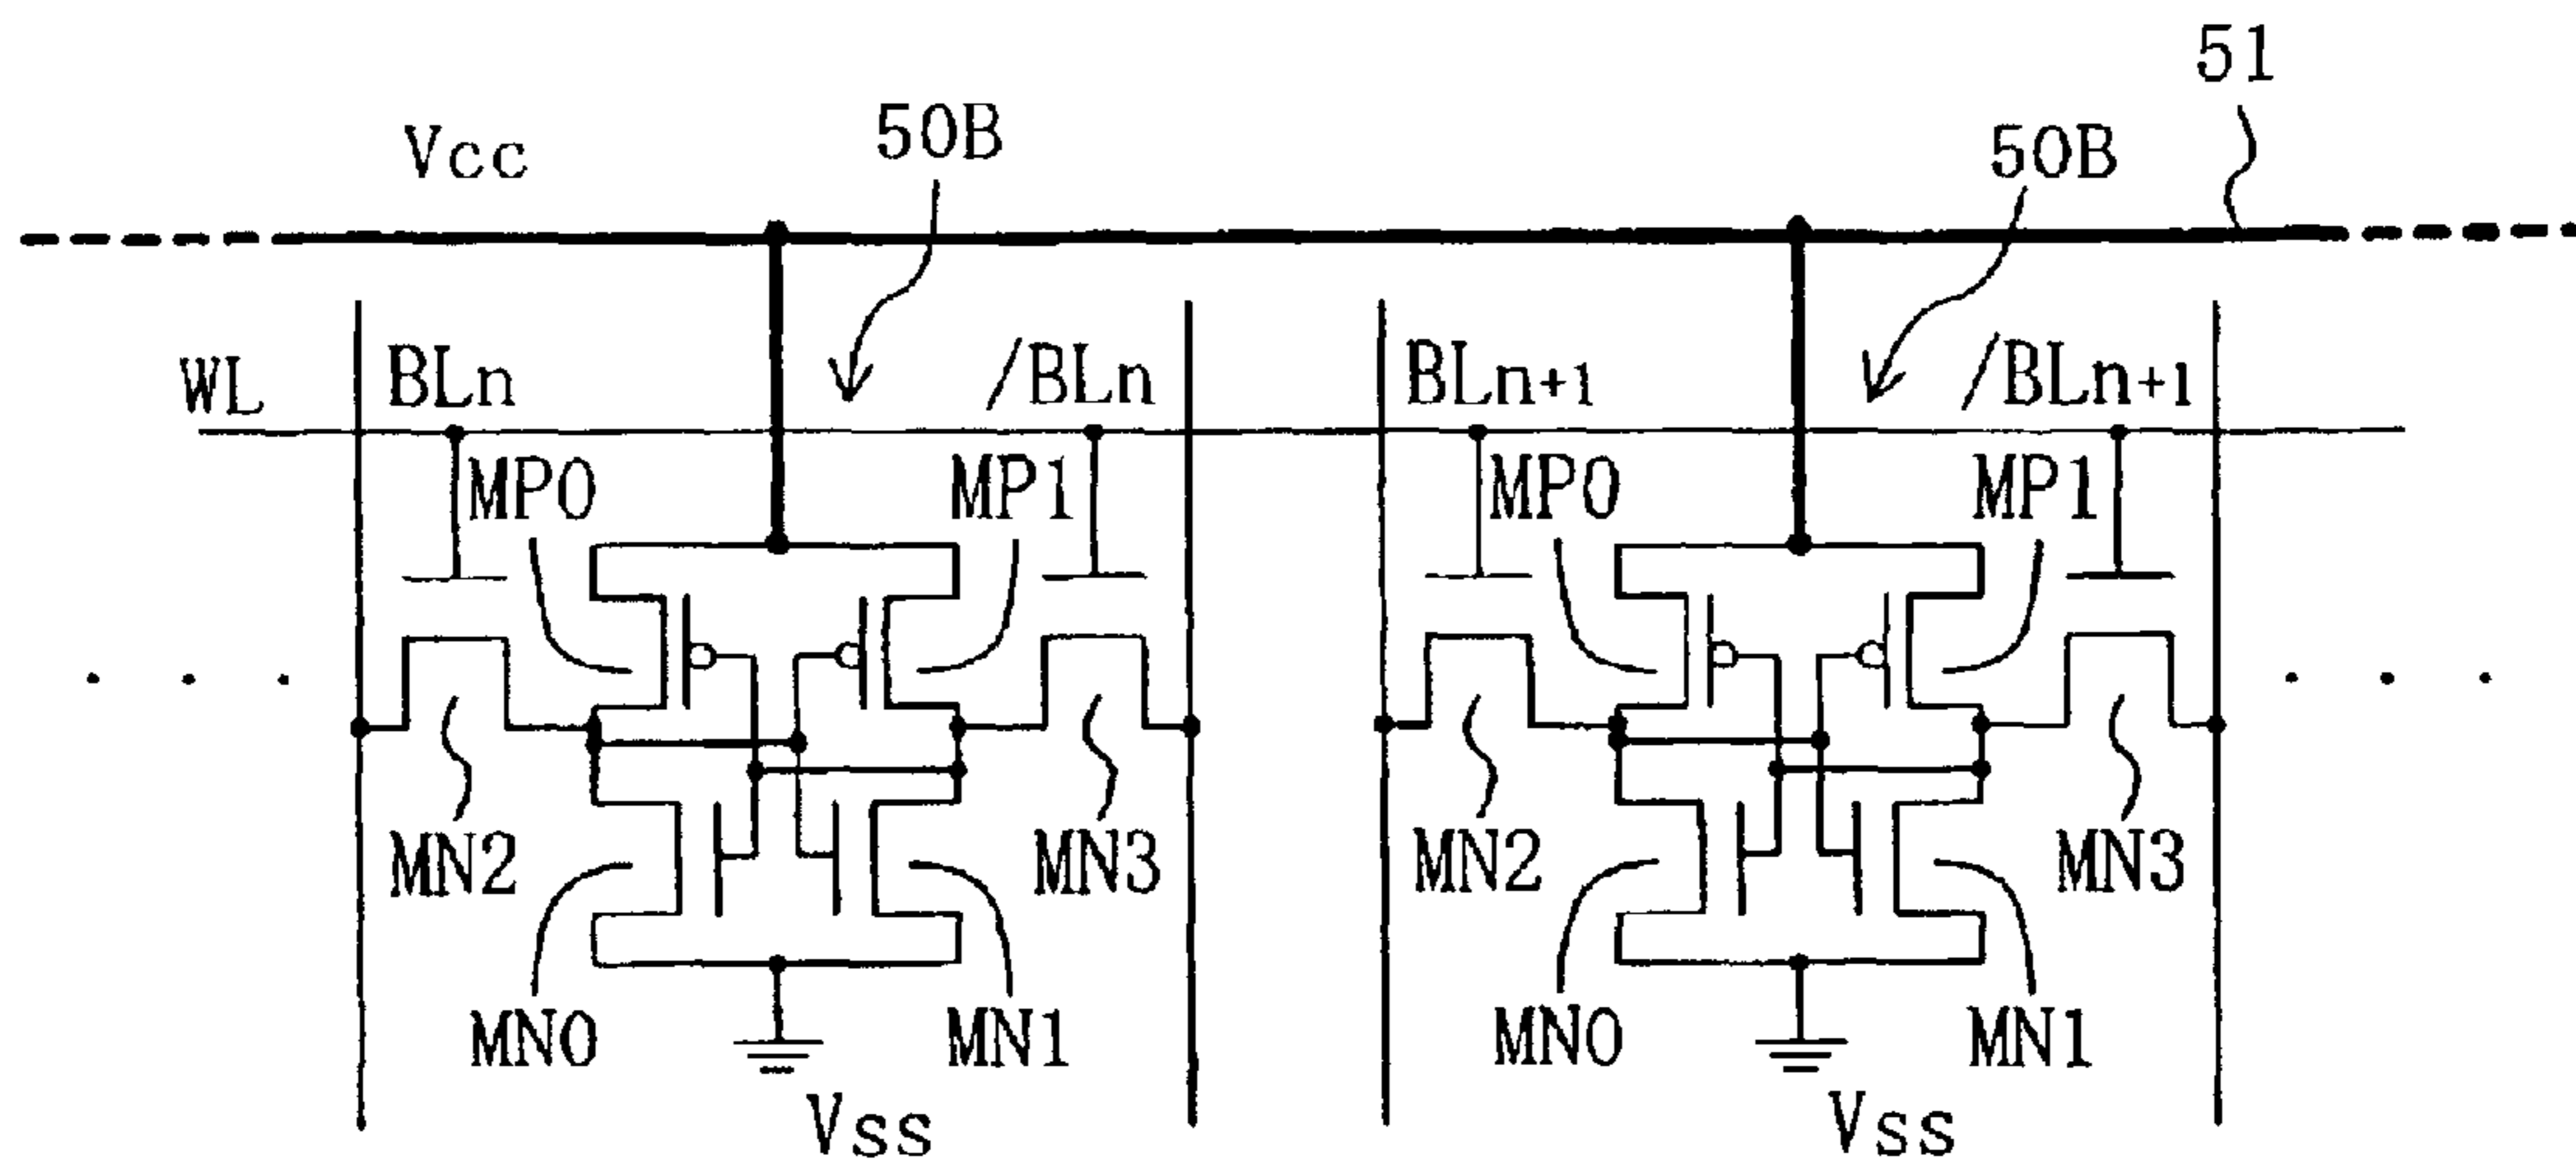 51
Vcc
50B
50B
WL
BLn
/BLn
BLn+1
/BLn+1
MP0
MP1
MP0
MP1
. . .
. . .
MN2
MN3
MN2
MN3
MN0
MN1
MN0
MN1
Vss
Vss